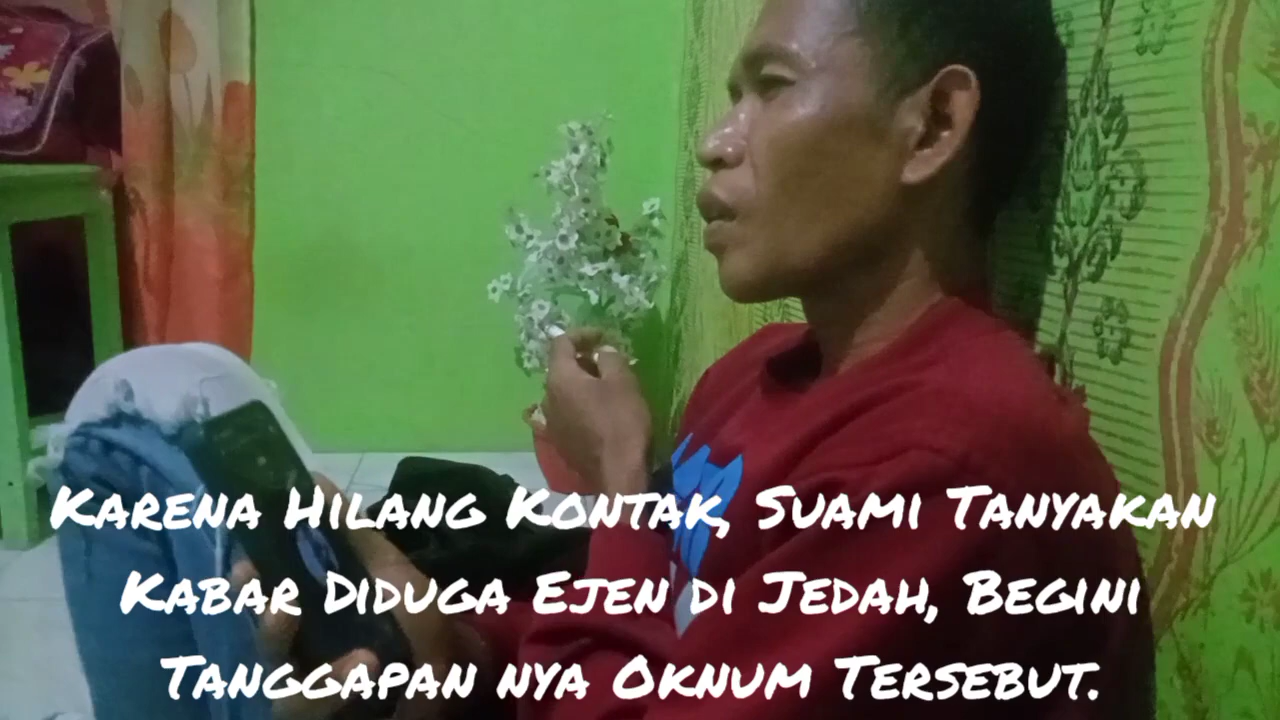 Karena Hilang Kontak, Suami Tanyakan
Kabar Diduga Ejen di Jedah, Begini
Tanggapan nya Oknum Tersebut.